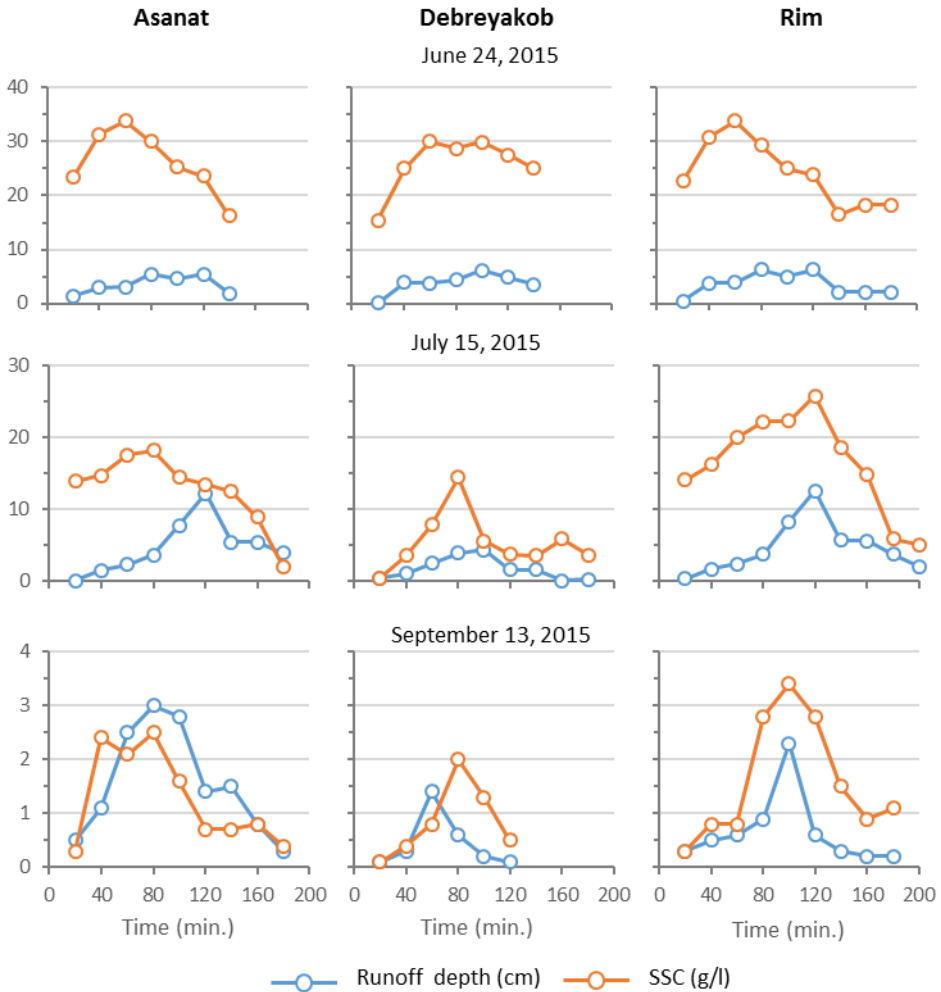 Asanat Debreyakob Rim
June 24, 2015
40
30
20
10
0
July 15, 2015
30
20
10
0
September 13, 2015
4
3
2
1
0
0 40 80 120 160 200 0 40 80 120 160 200 0 40 80 120 160 200
Time (min.) Time (min.) Time (min.)
Runoff depth (cm) SSC (g/l)